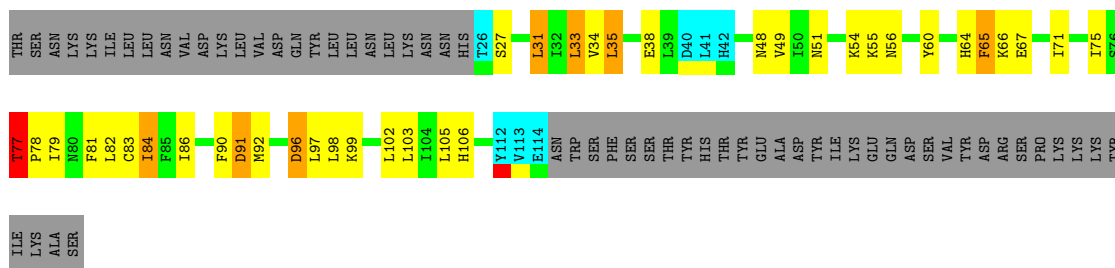 THR SER ASN LYS LYS ILE LEU LEU ASN VAL ASP LYS LEU VAL ASP GLN TYR LEU LEU ASN LEU LYS ASN ASN HIS T26 S27 L31 I32 L33 V34 L35 E38 L39 D40 L41 H42 N48 V49 I50 N51 K54 K55 N56 Y60 H64 F65 K66 E67 I71 I75 S76
T77 P78 I79 N80 F81 L82 C83 I84 F85 I86 F90 D91 M92 D96 L97 L98 K99 L102 L103 I104 L105 H106 Y112 V113 E114 ASN TRP SER PHE SER SER THR TYR HIS THR TYR GLU ALA ASP TYR ILE LYS GLU GLN ASP SER VAL TYR ASP ARG SER PRO LYS LYS LYS TYR
ILE LYS ALA SER